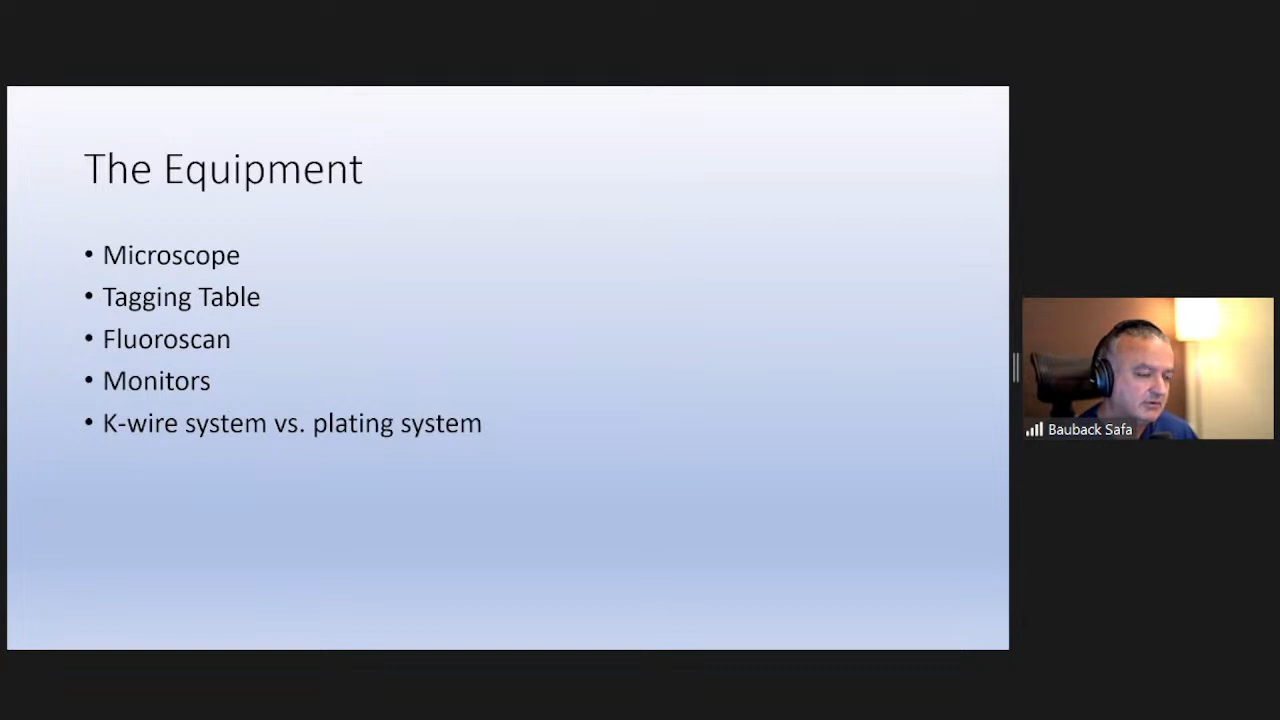 The Equipment
• Microscope
• Tagging Table
• Fluoroscan
• Monitors
• K-wire system vs. plating system
Bauback Safa